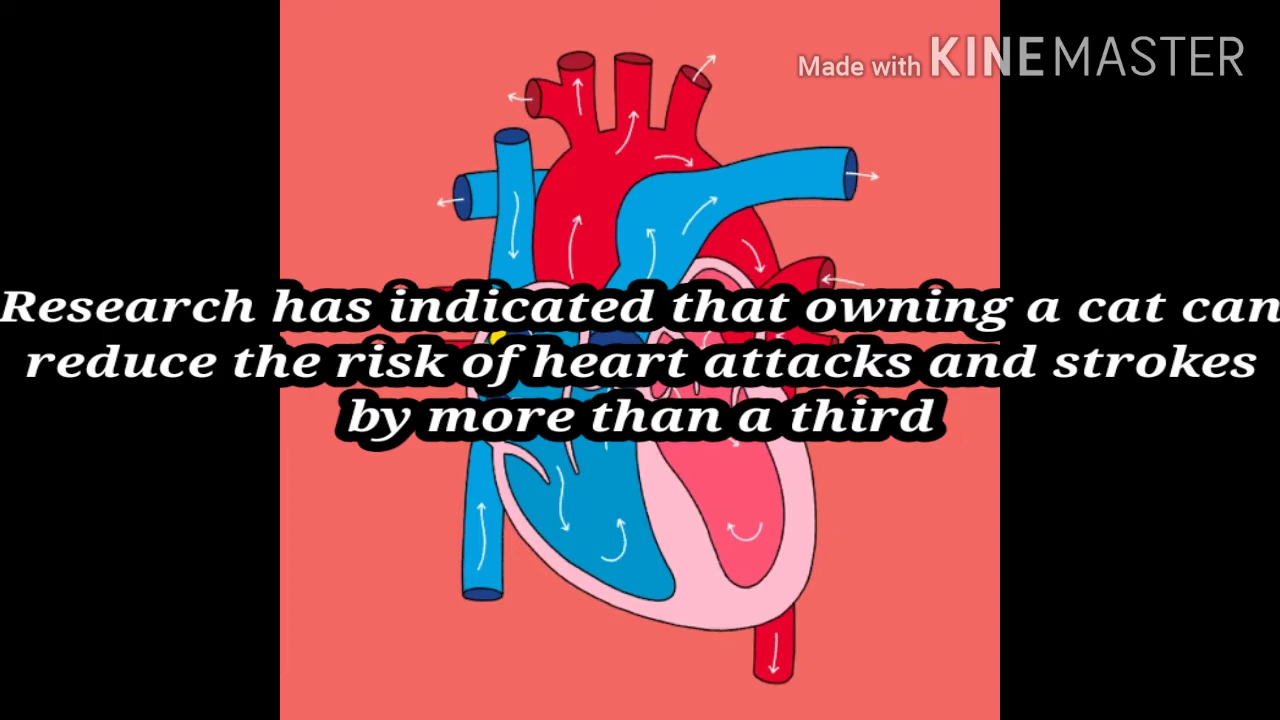 Made with KINEMASTER
Research has indicated that owning a cat can
reduce the risk of heart attacks and strokes
by more than a third